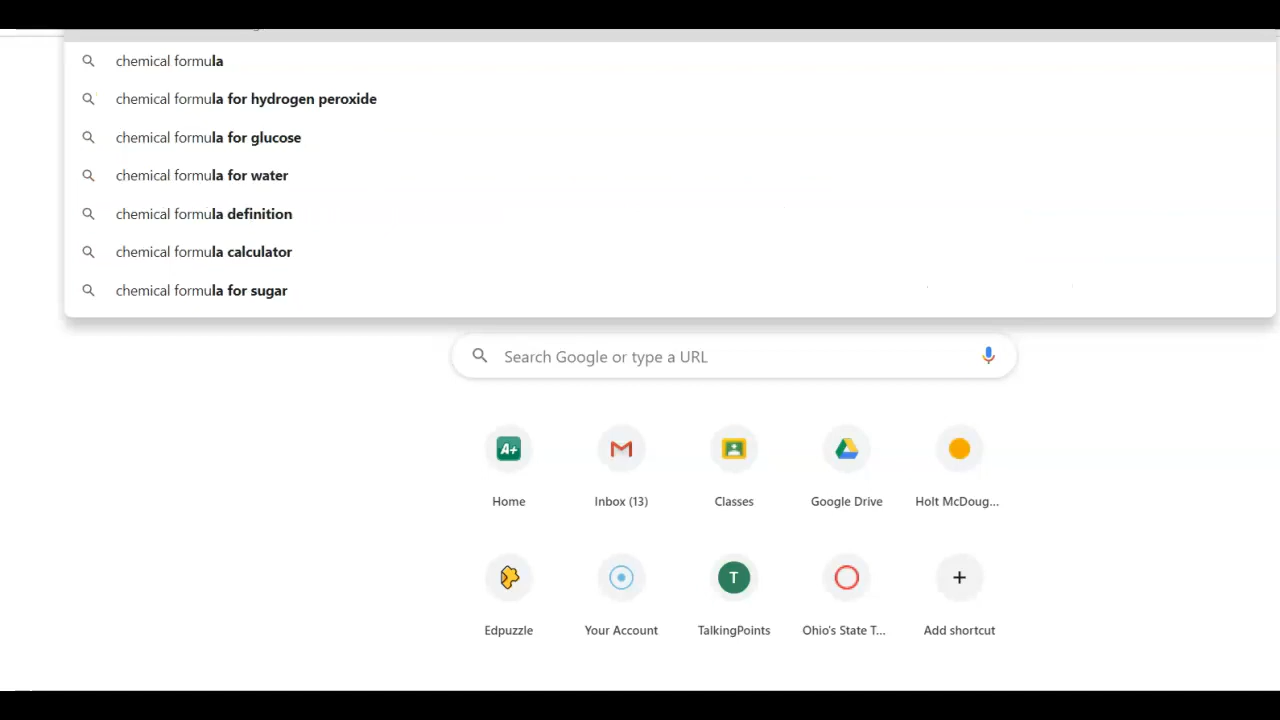 chemical formula
chemical formula for hydrogen peroxide
chemical formula for glucose
chemical formula for water
chemical formula definition
chemical formula calculator
chemical formula for sugar
Search Google or type a URL
A+
Home Inbox (13) Classes Google Drive Holt McDoug...
T
Edpuzzle Your Account TalkingPoints Ohio's State T... Add shortcut